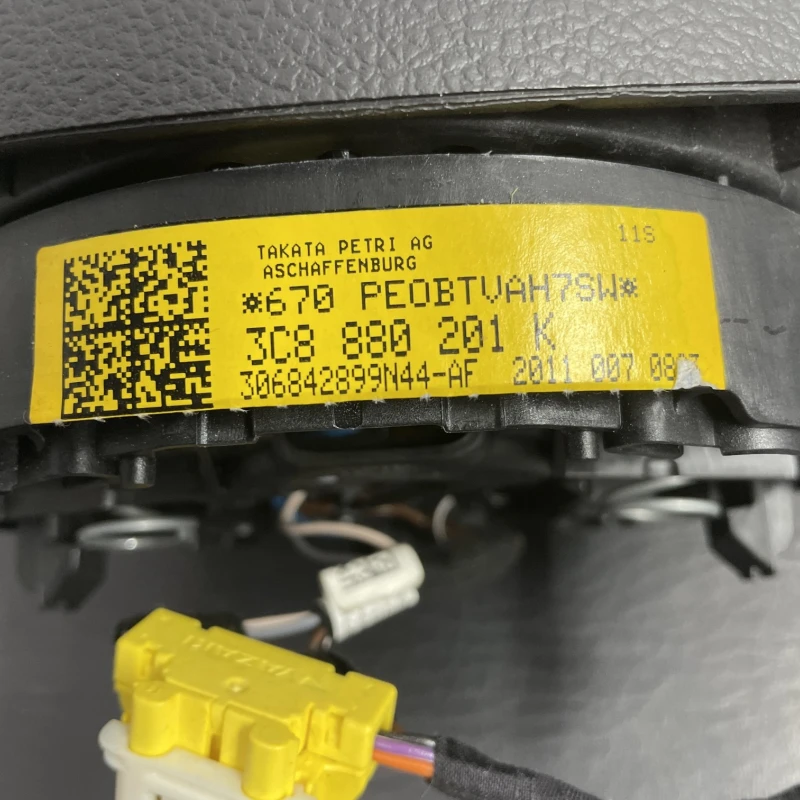 11S
TAKATA PETRI AG
ASCHAFFENBURG
*670 PEOBTVAH7SW*
3C8 880 201 K
306842899N44-AF 2011 007